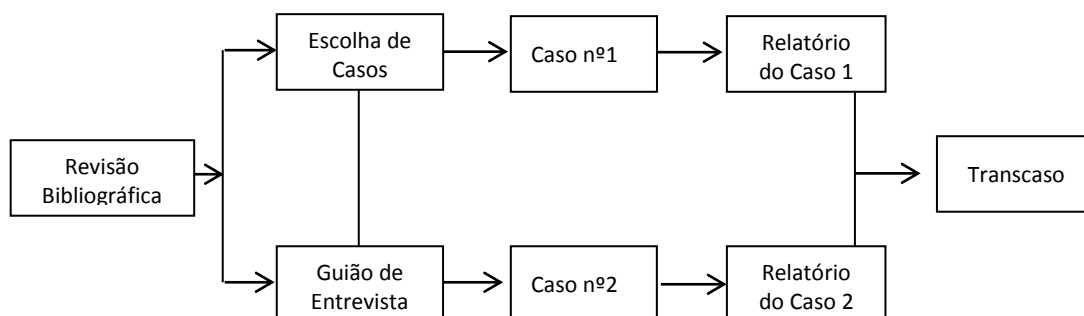 Escolha de
Casos
Caso nº1
Relatório
do Caso 1
Revisão
Bibliográfica
Transcaso
Guião de
Entrevista
Caso nº2
Relatório
do Caso 2